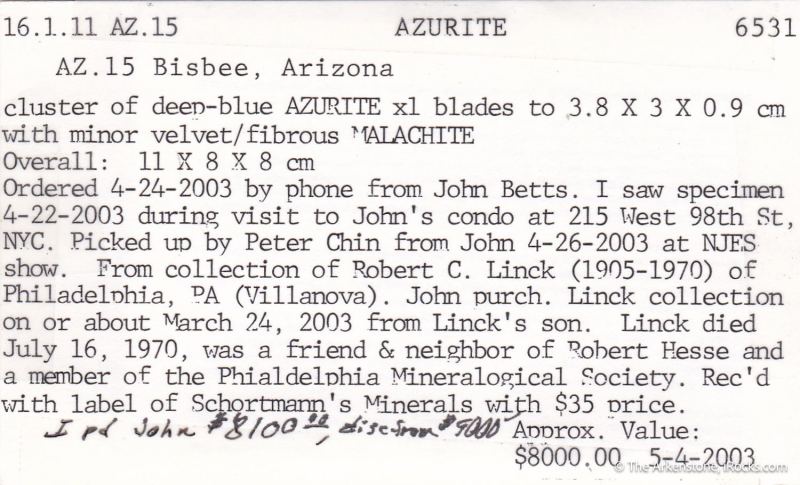 16.1.11 AZ.15 AZURITE 6531
AZ.15 Bisbee, Arizona
cluster of deep-blue AZURITE xl blades to 3.8 X 3 X 0.9 cm
with minor velvet/fibrous MALACHITE
Overall: 11 X 8 X 8 cm
Ordered 4-24-2003 by phone from John Betts. I saw specimen
4-22-2003 during visit to John's condo at 215 West 98th St,
NYC. Picked up by Peter Chin from John 4-26-2003 at NJES
show. From collection of Robert C. Linck (1905-1970) of
Philadelphia, PA (Villanova). John purch. Linck collection
on or about March 24, 2003 from Linck's son. Linck died
July 16, 1970, was a friend & neighbor of Robert Hesse and
a member of the Phialdelphia Mineralogical Society. Rec'd
with label of Schortmann's Minerals with $35 price.
I pd John $8100.00, disc from $9000 Approx. Value:
$8000.00 5-4-2003
© The Arkenstone, iRocks.com